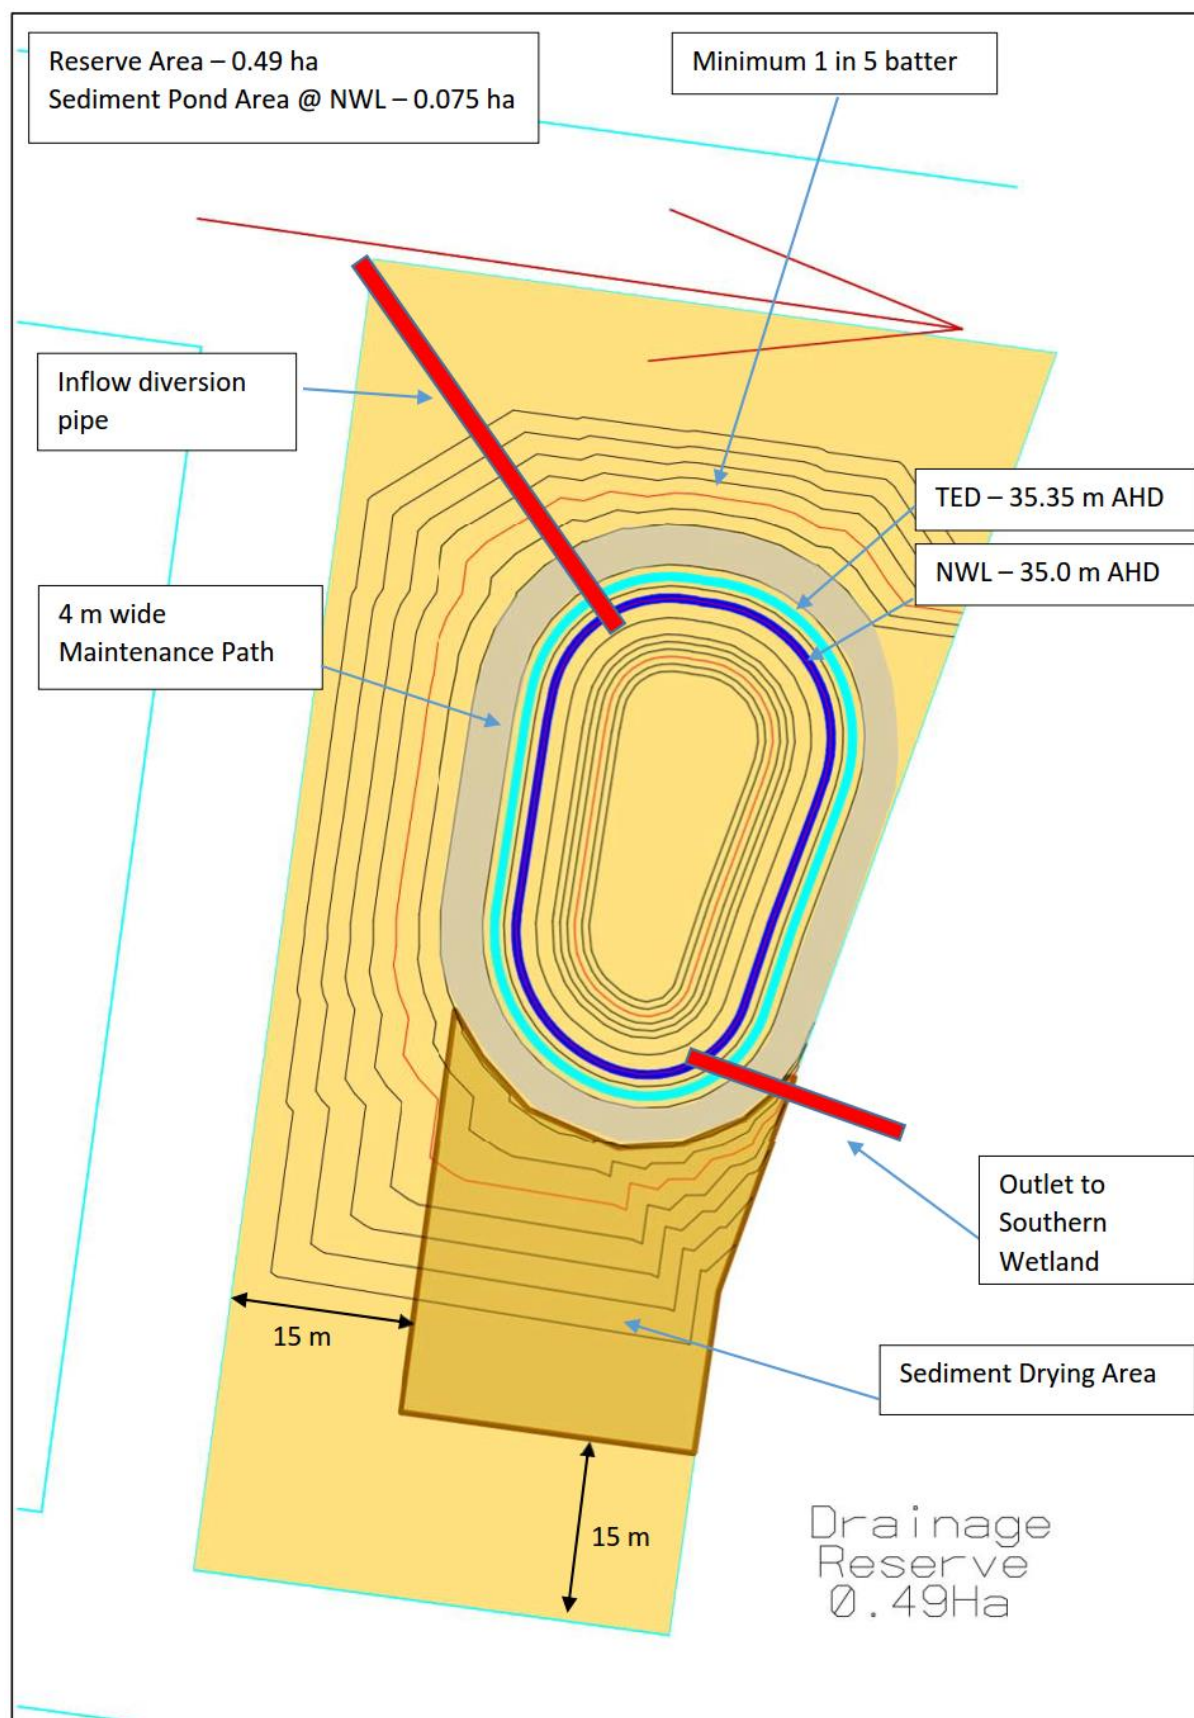 Reserve Area – 0.49 ha
Sediment Pond Area @ NWL – 0.075 ha
Minimum 1 in 5 batter
Inflow diversion
pipe
TED – 35.35 m AHD
NWL – 35.0 m AHD
4 m wide
Maintenance Path
Outlet to
Southern
Wetland
15 m
Sediment Drying Area
15 m
Drainage
Reserve
0.49Ha